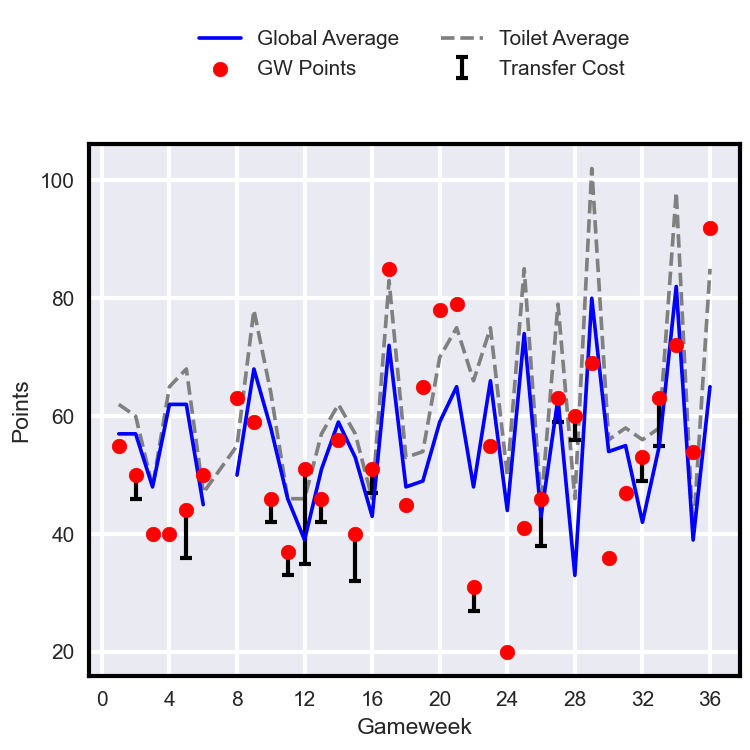 Global Average Toilet Average
GW Points Transfer Cost
100
80
60
40
20
Points
0 4 8 12 16 20 24 28 32 36
Gameweek